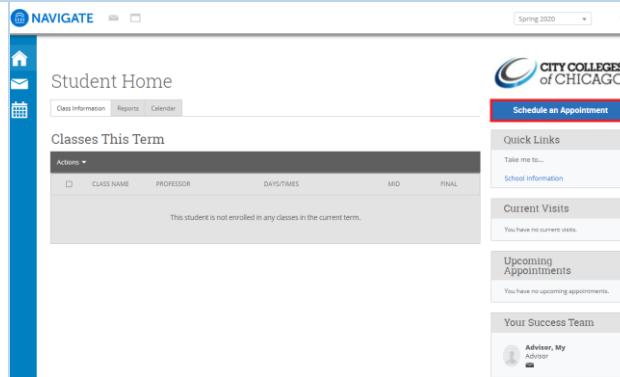 NAVIGATE
Spring 2020
CITY COLLEGES
of CHICAGO
Student Home
Class Information Reports Calendar
Schedule an Appointment
Classes This Term
Actions
CLASS NAME PROFESSOR DAYS/TIMES MID FINAL
This student is not enrolled in any classes in the current term.
Quick Links
Take me to...
School Information
Current Visits
You have no current visits.
Upcoming
Appointments
You have no upcoming appointments.
Your Success Team
Advisor, My
Advisor